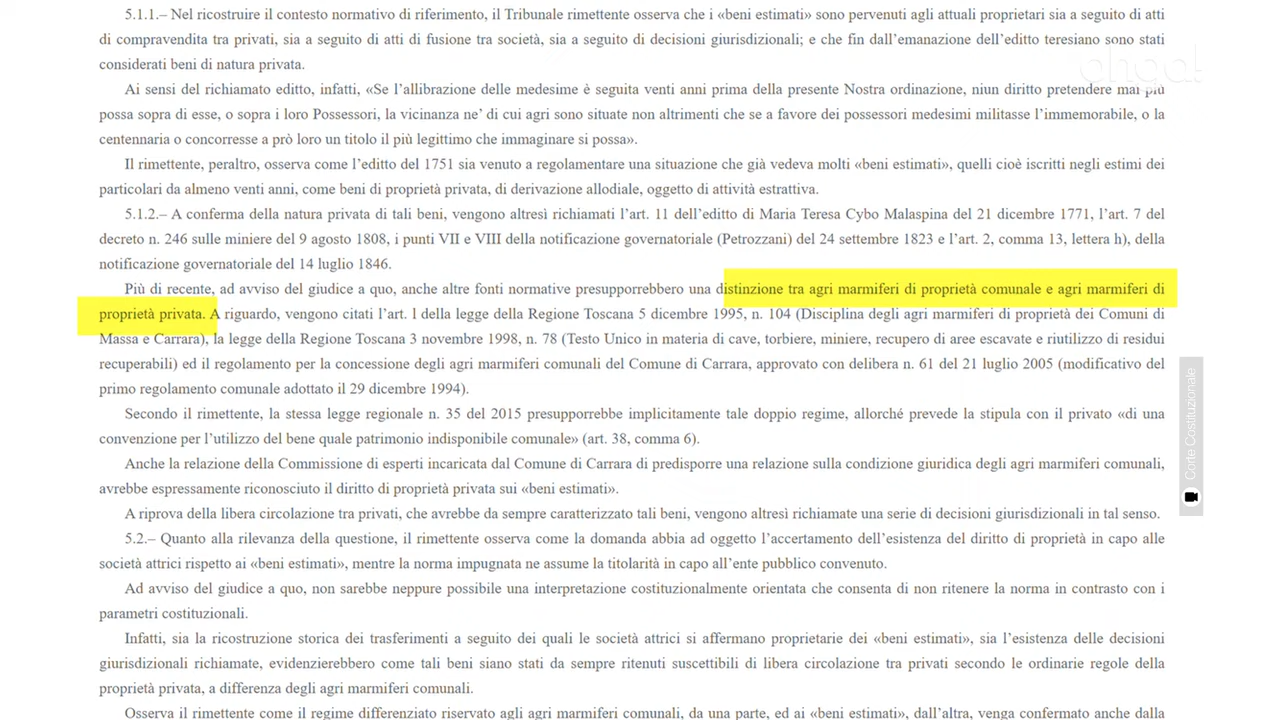 5.1.1.– Nel ricostruire il contesto normativo di riferimento, il Tribunale rimettente osserva che i «beni estimati» sono pervenuti agli attuali proprietari sia a seguito di atti
di compravendita tra privati, sia a seguito di atti di fusione tra società, sia a seguito di decisioni giurisdizionali; e che fin dall’emanazione dell’editto teresiano sono stati
considerati beni di natura privata.
Ai sensi del richiamato editto, infatti, «Se l’allibrazione delle medesime è seguita venti anni prima della presente Nostra ordinazione, niun diritto pretendere mai più
possa sopra di esse, o sopra i loro Possessori, la vicinanza ne’ di cui agri sono situate non altrimenti che se a favore dei possessori medesimi militasse l’immemorabile, o la
centennaria o concorresse a prò loro un titolo il più legittimo che immaginare si possa».
Il rimettente, peraltro, osserva come l’editto del 1751 sia venuto a regolamentare una situazione che già vedeva molti «beni estimati», quelli cioè iscritti negli estimi dei
particolari da almeno venti anni, come beni di proprietà privata, di derivazione allodiale, oggetto di attività estrattiva.
5.1.2.– A conferma della natura privata di tali beni, vengono altresì richiamati l’art. 11 dell’editto di Maria Teresa Cybo Malaspina del 21 dicembre 1771, l’art. 7 del
decreto n. 246 sulle miniere del 9 agosto 1808, i punti VII e VIII della notificazione governatoriale (Petrozzani) del 24 settembre 1823 e l’art. 2, comma 13, lettera h), della
notificazione governatoriale del 14 luglio 1846.
Più di recente, ad avviso del giudice a quo, anche altre fonti normative presupporrebbero una distinzione tra agri marmiferi di proprietà comunale e agri marmiferi di
proprietà privata. A riguardo, vengono citati l’art. l della legge della Regione Toscana 5 dicembre 1995, n. 104 (Disciplina degli agri marmiferi di proprietà dei Comuni di
Massa e Carrara), la legge della Regione Toscana 3 novembre 1998, n. 78 (Testo Unico in materia di cave, torbiere, miniere, recupero di aree escavate e riutilizzo di residui
recuperabili) ed il regolamento per la concessione degli agri marmiferi comunali del Comune di Carrara, approvato con delibera n. 61 del 21 luglio 2005 (modificativo del
primo regolamento comunale adottato il 29 dicembre 1994).
Secondo il rimettente, la stessa legge regionale n. 35 del 2015 presupporrebbe implicitamente tale doppio regime, allorché prevede la stipula con il privato «di una
convenzione per l’utilizzo del bene quale patrimonio indisponibile comunale» (art. 38, comma 6).
Anche la relazione della Commissione di esperti incaricata dal Comune di Carrara di predisporre una relazione sulla condizione giuridica degli agri marmiferi comunali,
avrebbe espressamente riconosciuto il diritto di proprietà privata sui «beni estimati».
A riprova della libera circolazione tra privati, che avrebbe da sempre caratterizzato tali beni, vengono altresì richiamate una serie di decisioni giurisdizionali in tal senso.
5.2.– Quanto alla rilevanza della questione, il rimettente osserva come la domanda abbia ad oggetto l’accertamento dell’esistenza del diritto di proprietà in capo alle
società attrici rispetto ai «beni estimati», mentre la norma impugnata ne assume la titolarità in capo all’ente pubblico convenuto.
Ad avviso del giudice a quo, non sarebbe neppure possibile una interpretazione costituzionalmente orientata che consenta di non ritenere la norma in contrasto con i
parametri costituzionali.
Infatti, sia la ricostruzione storica dei trasferimenti a seguito dei quali le società attrici si affermano proprietarie dei «beni estimati», sia l’esistenza delle decisioni
giurisdizionali richiamate, evidenzierebbero come tali beni siano stati da sempre ritenuti suscettibili di libera circolazione tra privati secondo le ordinarie regole della
proprietà privata, a differenza degli agri marmiferi comunali.
Osserva il rimettente come il regime differenziato riservato agli agri marmiferi comunali, da una parte, ed ai «beni estimati», dall’altra, venga confermato anche dalla
Corte Costituzionale